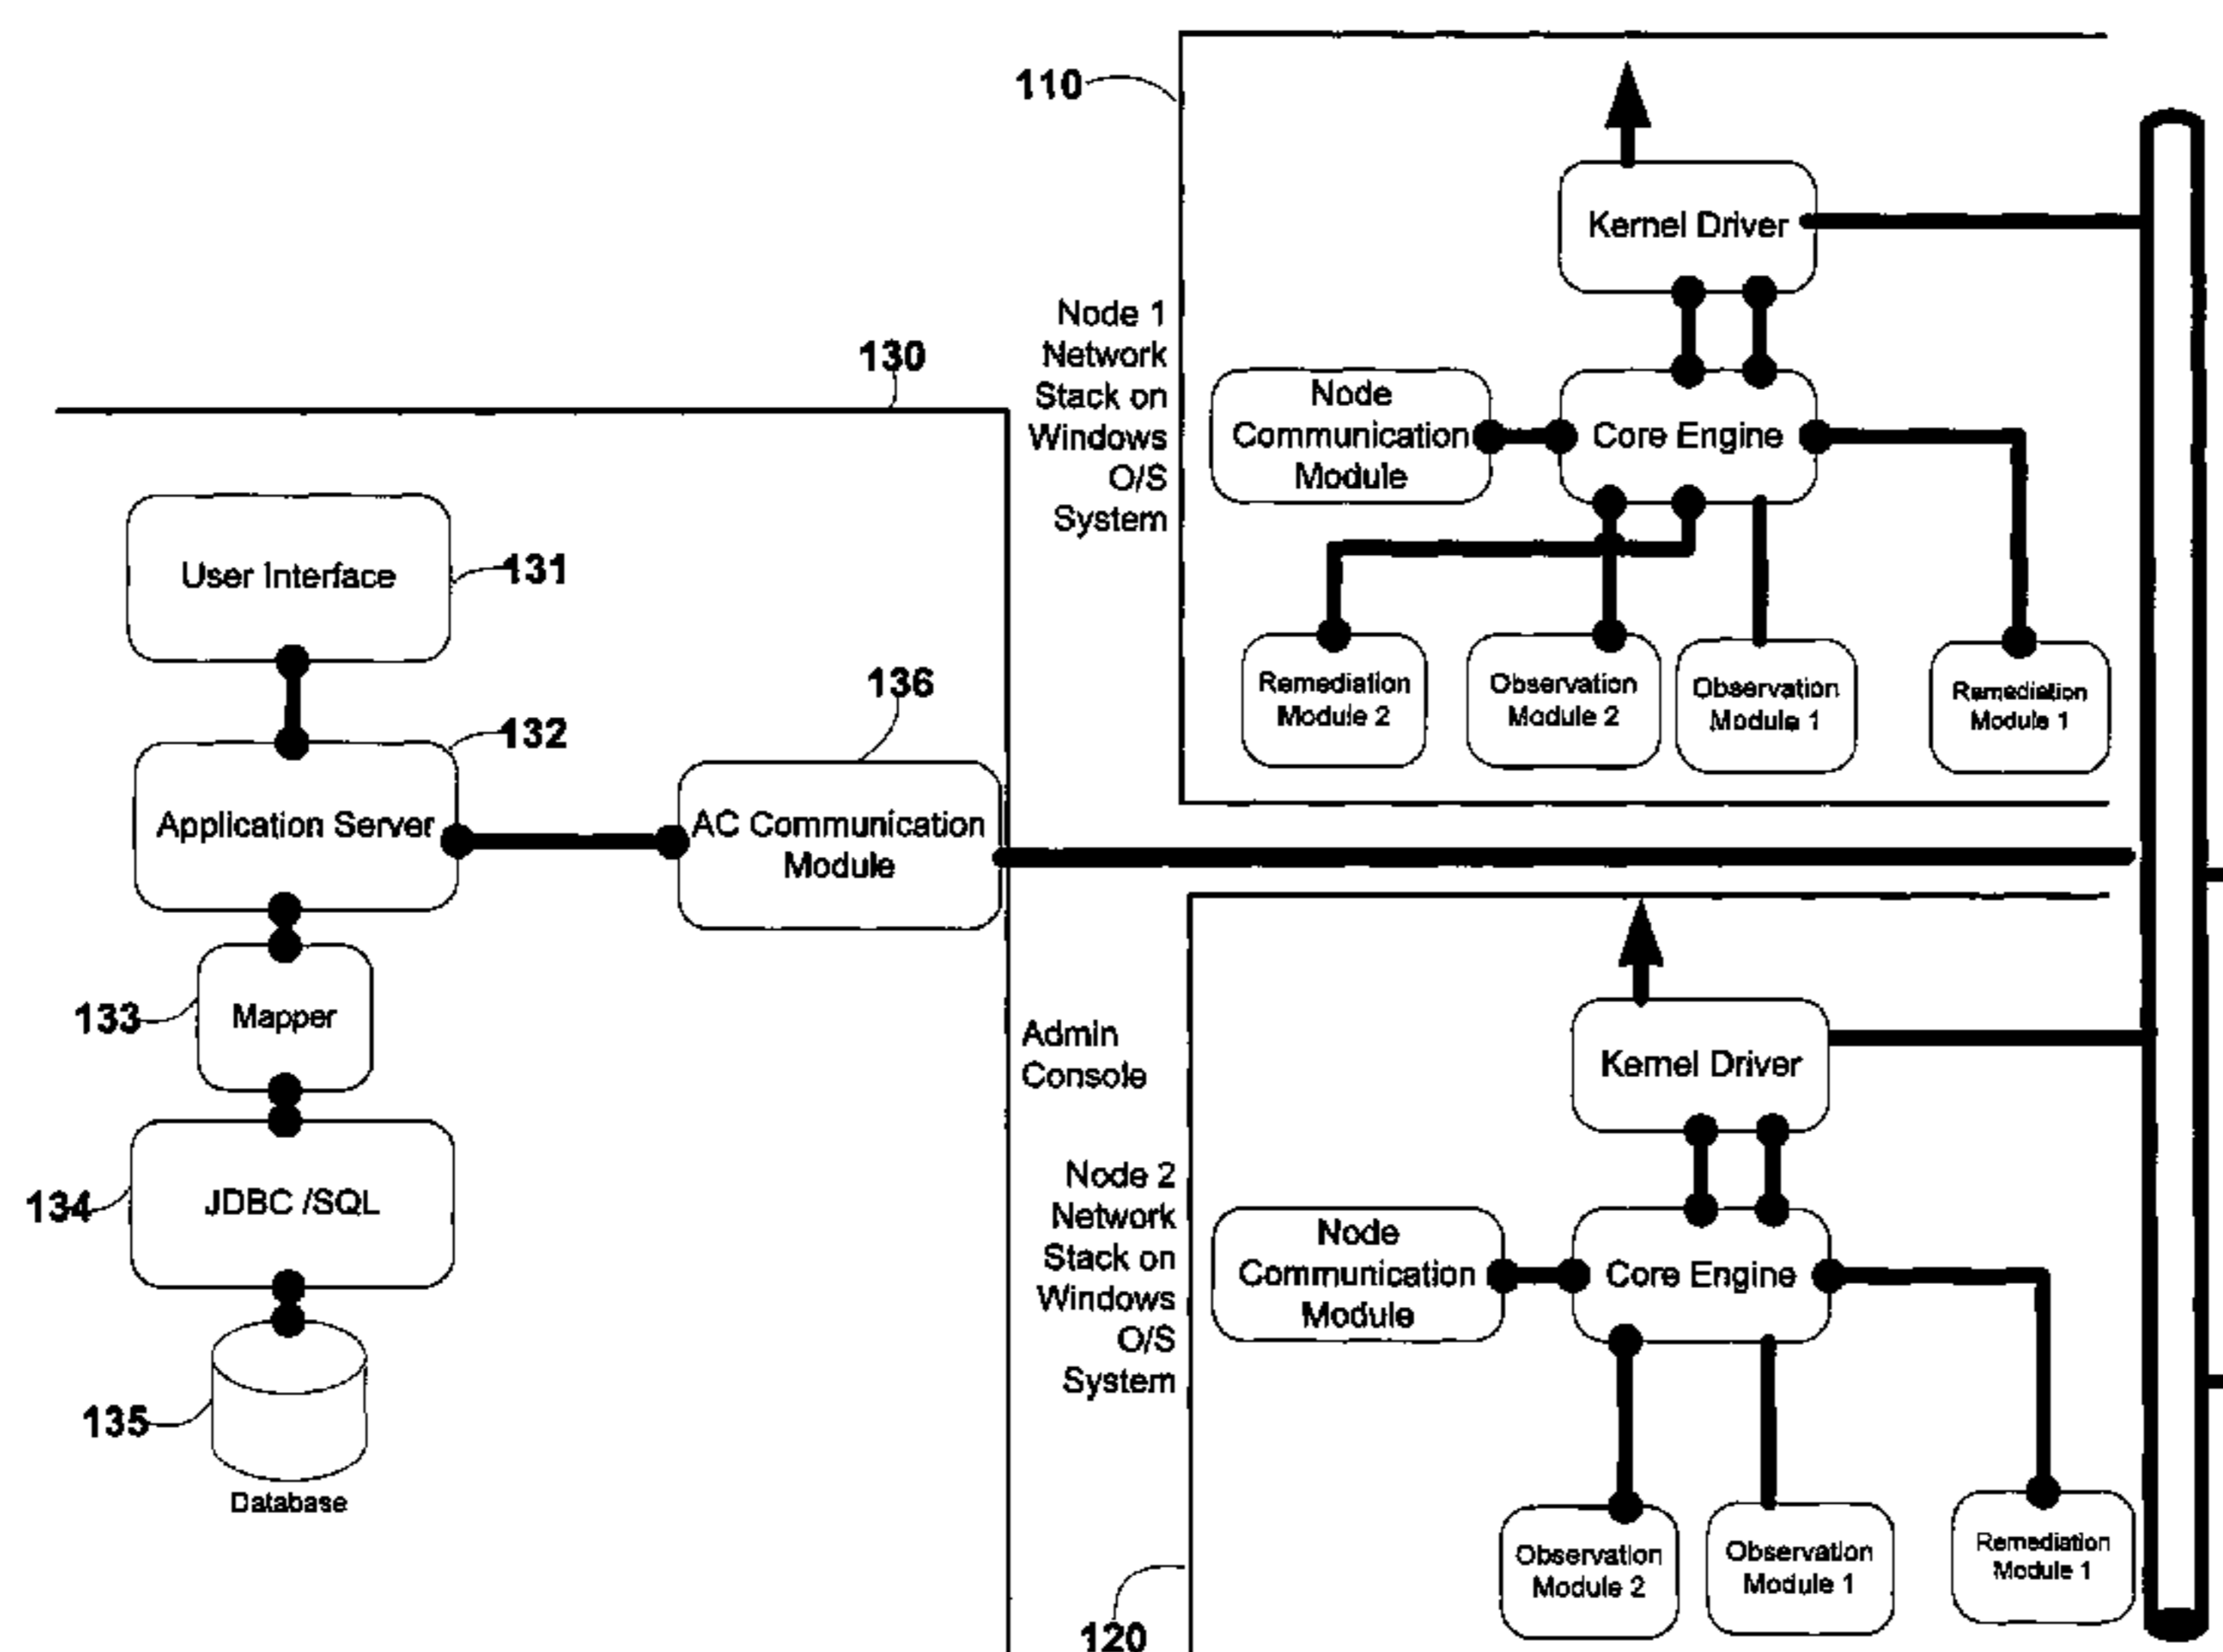 110
Kernel Driver
Node 1
Network
Stack on
Windows
O/S
System
Node
Communication
Module
Core Engine
Remediation
Module 2
Observation
Module 2
Observation
Module 1
Remediation
Module 1
130
User Interface
131
132
Application Server
136
AC Communication
Module
133
Mapper
134
JDBC /SQL
135
Database
Admin
Console
Node 2
Network
Stack on
Windows
O/S
System
Kernel Driver
Node
Communication
Module
Core Engine
Observation
Module 2
Observation
Module 1
Remediation
Module 1
120